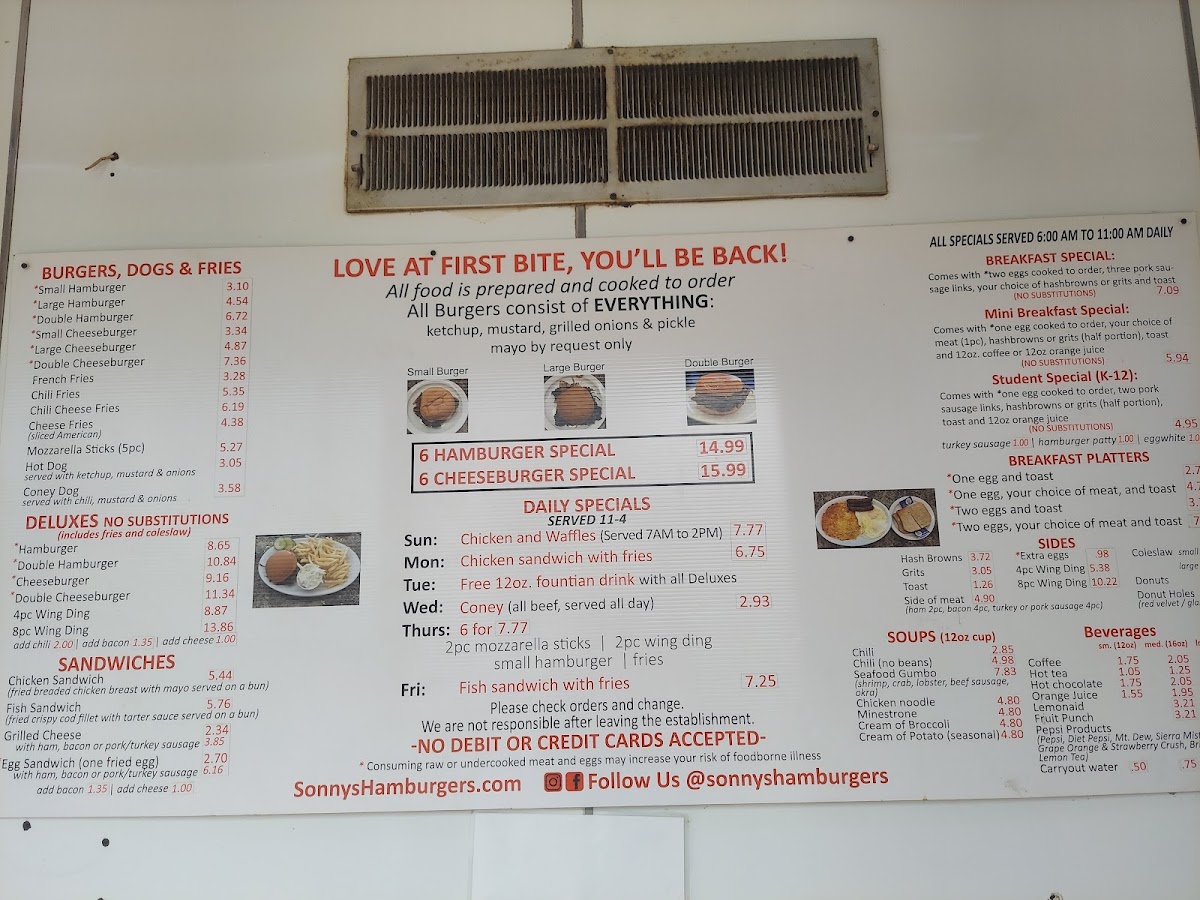 BURGERS, DOGS & FRIES
*Small Hamburger 3.10
*Large Hamburger 4.54
*Double Hamburger 6.72
*Small Cheeseburger 3.34
*Large Cheeseburger 4.87
*Double Cheeseburger 7.36
French Fries 3.28
Chili Fries 5.35
Chili Cheese Fries 6.19
Cheese Fries 4.38
(sliced American)
Mozzarella Sticks (5pc) 5.27
Hot Dog 3.05
served with ketchup, mustard & onions
Coney Dog 3.58
served with chili, mustard & onions
DELUXES NO SUBSTITUTIONS
(includes fries and coleslaw)
*Hamburger 8.65
*Double Hamburger 10.84
*Cheeseburger 9.16
*Double Cheeseburger 11.34
4pc Wing Ding 8.87
8pc Wing Ding 13.86
add chili 2.00 | add bacon 1.35 | add cheese 1.00
SANDWICHES
Chicken Sandwich 5.44
(fried breaded chicken breast with mayo served on a bun)
Fish Sandwich 5.76
(fried crispy cod fillet with tarter sauce served on a bun)
Grilled Cheese 2.34
with ham, bacon or pork/turkey sausage 3.85
Egg Sandwich (one fried egg) 2.70
with ham, bacon or pork/turkey sausage 6.16
add bacon 1.35 | add cheese 1.00
LOVE AT FIRST BITE, YOU'LL BE BACK!
All food is prepared and cooked to order
All Burgers consist of EVERYTHING:
ketchup, mustard, grilled onions & pickle
mayo by request only
Small Burger Large Burger Double Burger
6 HAMBURGER SPECIAL 14.99
6 CHEESEBURGER SPECIAL 15.99
DAILY SPECIALS
SERVED 11-4
Sun: Chicken and Waffles (Served 7AM to 2PM) 7.77
Mon: Chicken sandwich with fries 6.75
Tue: Free 12oz. fountian drink with all Deluxes
Wed: Coney (all beef, served all day) 2.93
Thurs: 6 for 7.77
2pc mozzarella sticks | 2pc wing ding
small hamburger | fries
Fri: Fish sandwich with fries 7.25
Please check orders and change.
We are not responsible after leaving the establishment.
-NO DEBIT OR CREDIT CARDS ACCEPTED-
* Consuming raw or undercooked meat and eggs may increase your risk of foodborne illness
SonnysHamburgers.com Follow Us @sonnyshamburgers
ALL SPECIALS SERVED 6:00 AM TO 11:00 AM DAILY
BREAKFAST SPECIAL:
Comes with *two eggs cooked to order, three pork sau-
sage links, your choice of hashbrowns or grits and toast
(NO SUBSTITUTIONS) 7.09
Mini Breakfast Special:
Comes with *one egg cooked to order, your choice of
meat (1pc), hashbrowns or grits (half portion), toast
and 12oz. coffee or 12oz orange juice
(NO SUBSTITUTIONS) 5.94
Student Special (K-12):
Comes with *one egg cooked to order, two pork
sausage links, hashbrowns or grits (half portion),
toast and 12oz orange juice
(NO SUBSTITUTIONS) 4.95
turkey sausage 1.00 | hamburger patty 1.00 | eggwhite
BREAKFAST PLATTERS
*One egg and toast
*One egg, your choice of meat, and toast
*Two eggs and toast
*Two eggs, your choice of meat and toast
SIDES
Hash Browns 3.72
Grits 3.05
Toast 1.26
Side of meat 4.90
(ham 2pc, bacon 4pc, turkey or pork sausage 4pc)
*Extra eggs .98
4pc Wing Ding 5.38
8pc Wing Ding 10.22
Coleslaw small
large
Donuts
Donut Holes
(red velvet /
SOUPS (12oz cup)
Chili 2.85
Chili (no beans) 4.98
Seafood Gumbo 7.83
(shrimp, crab, lobster, beef sausage,
okra)
Chicken noodle 4.80
Minestrone 4.80
Cream of Broccoli 4.80
Cream of Potato (seasonal) 4.80
Beverages
sm. (12oz) med. (16oz)
Coffee 1.75 2.05
Hot tea 1.05 1.25
Hot chocolate 1.75 2.05
Orange Juice 1.55 1.95
Lemonaid 3.21
Fruit Punch 3.21
Pepsi Products
(Pepsi, Diet Pepsi, Mt. Dew, Sierra Mist
Grape Orange & Strawberry Crush,
Lemon Tea)
Carryout water .50 .75